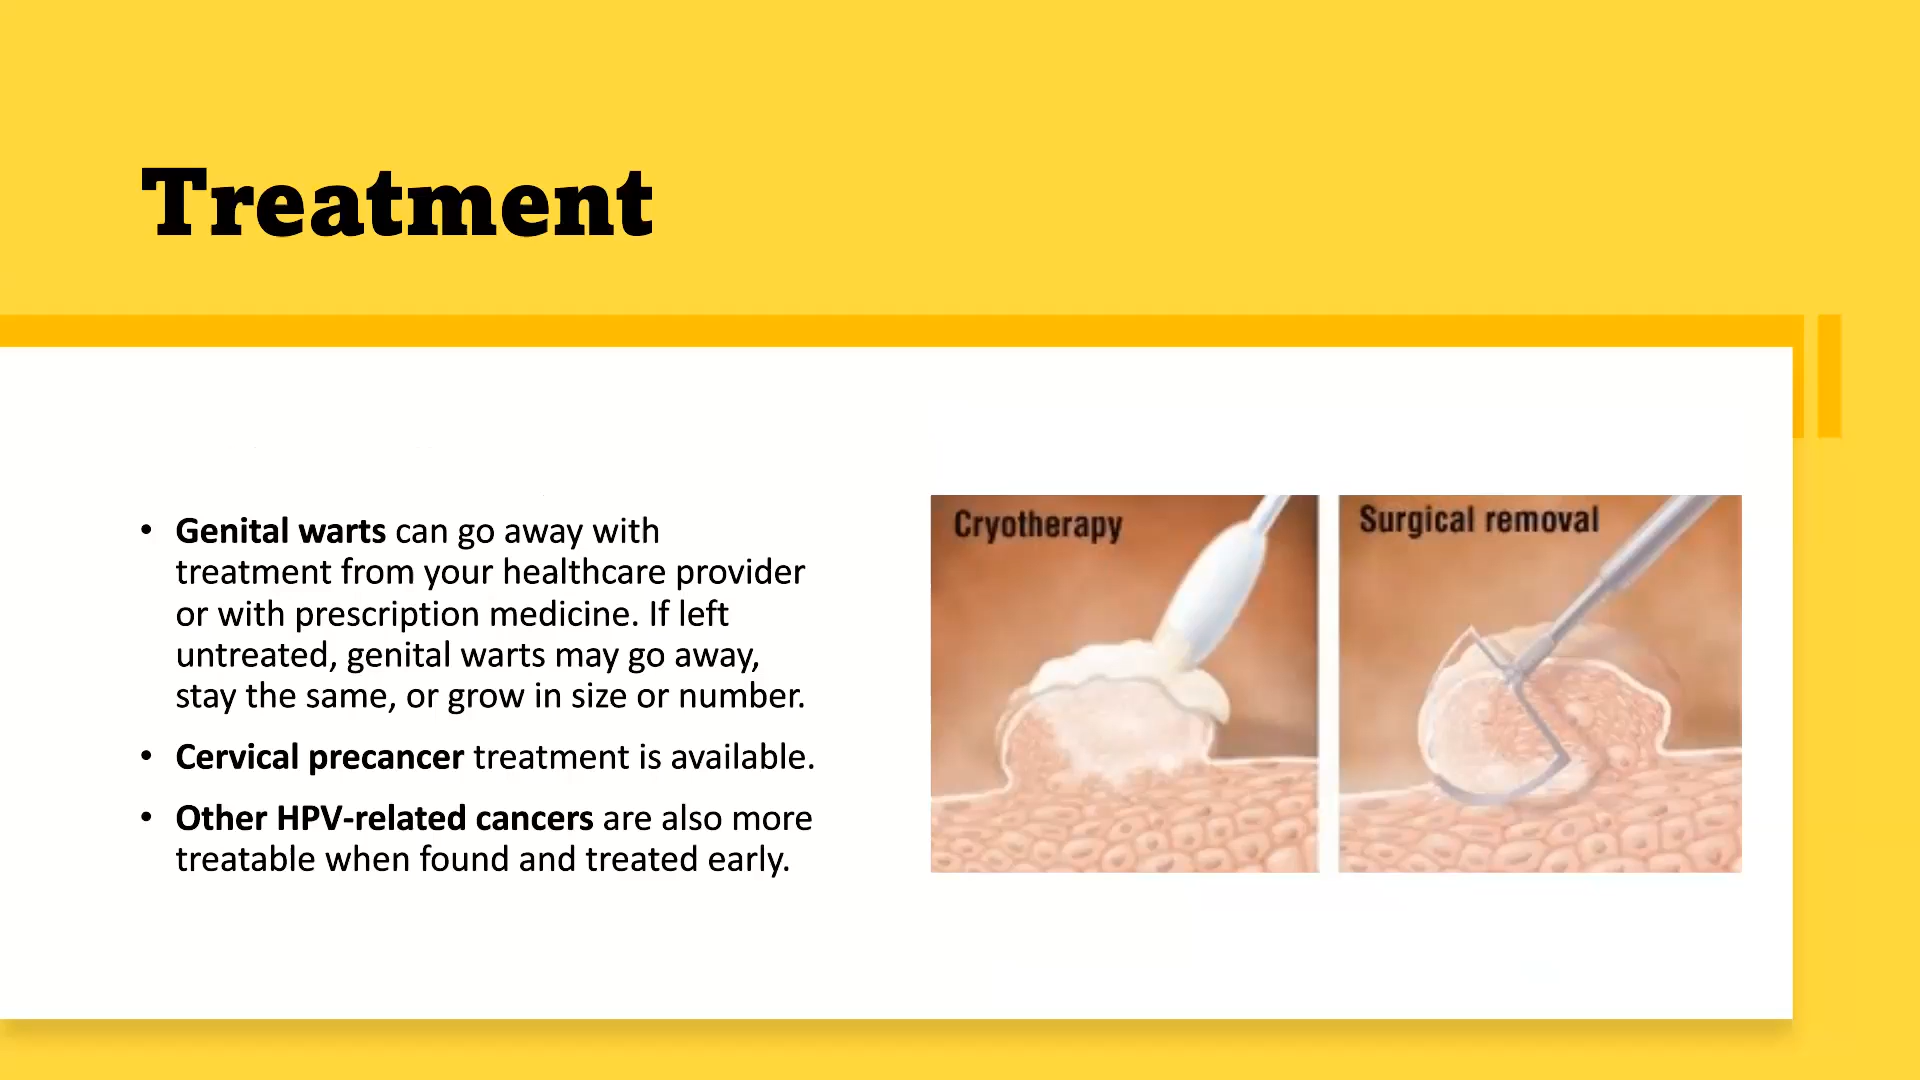 Treatment
• Genital warts can go away with
treatment from your healthcare provider
or with prescription medicine. If left
untreated, genital warts may go away,
stay the same, or grow in size or number.
• Cervical precancer treatment is available.
• Other HPV-related cancers are also more
treatable when found and treated early.
Cryotherapy
Surgical removal